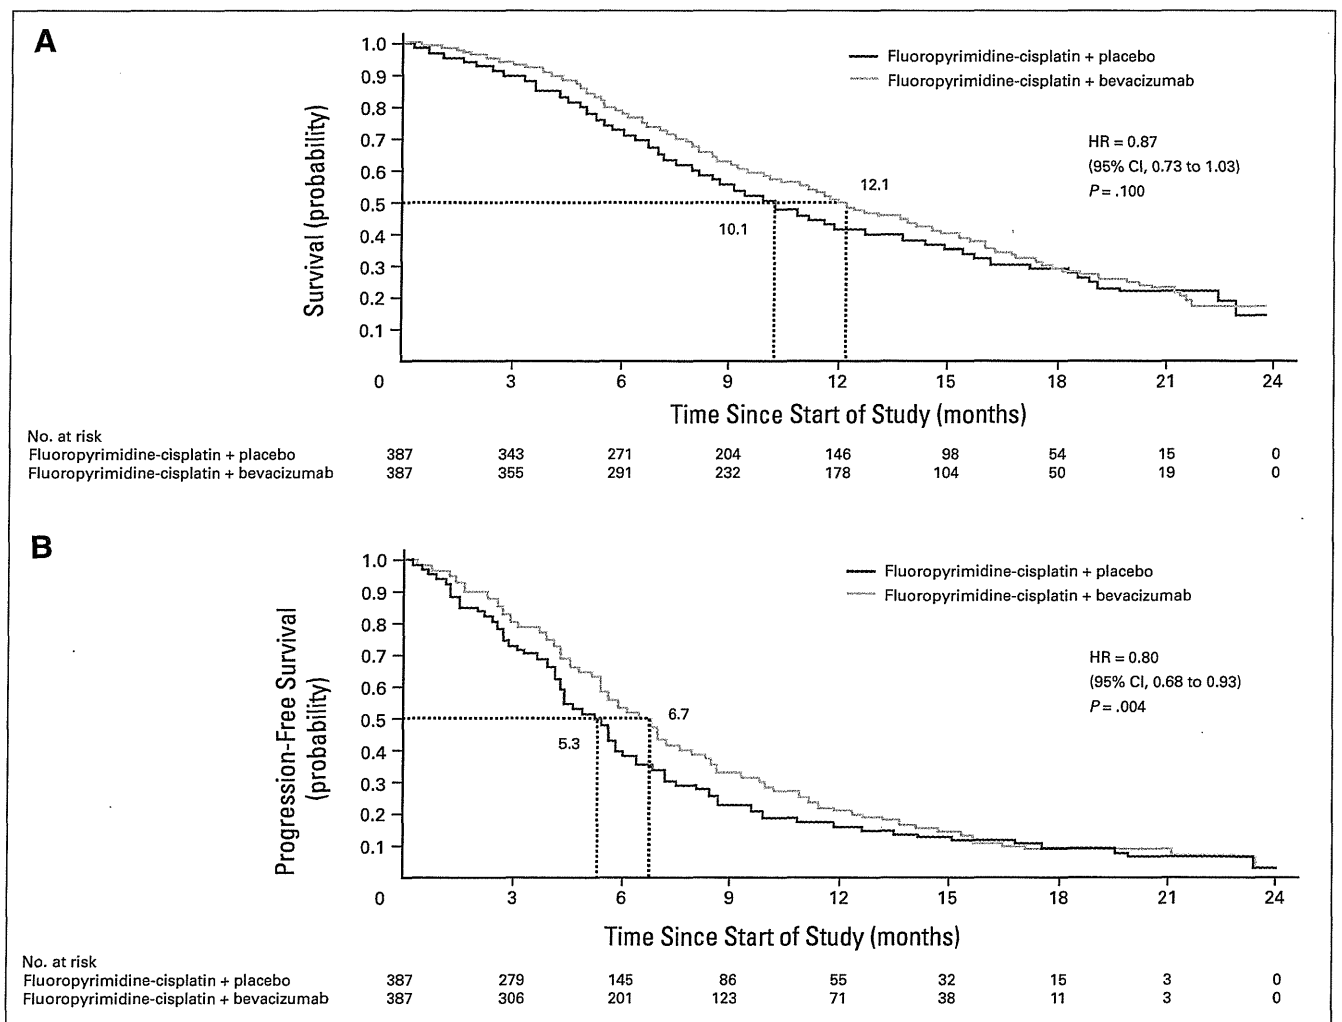 A
Fluoropyrimidine-cisplatin + placebo
Fluoropyrimidine-cisplatin + bevacizumab
HR = 0.87
(95% CI, 0.73 to 1.03)
P = .100
Survival (probability)
1.0
0.9
0.8
0.7
0.6
0.5
0.4
0.3
0.2
0.1
12.1
10.1
0 3 6 9 12 15 18 21 24
Time Since Start of Study (months)
No. at risk
Fluoropyrimidine-cisplatin + placebo 387 343 271 204 146 98 54 15 0
Fluoropyrimidine-cisplatin + bevacizumab 387 355 291 232 178 104 50 19 0
B
Fluoropyrimidine-cisplatin + placebo
Fluoropyrimidine-cisplatin + bevacizumab
HR = 0.80
(95% CI, 0.68 to 0.93)
P = .004
Progression-Free Survival
(probability)
1.0
0.9
0.8
0.7
0.6
0.5
0.4
0.3
0.2
0.1
6.7
5.3
0 3 6 9 12 15 18 21 24
Time Since Start of Study (months)
No. at risk
Fluoropyrimidine-cisplatin + placebo 387 279 145 86 55 32 15 3 0
Fluoropyrimidine-cisplatin + bevacizumab 387 306 201 123 71 38 11 3 0